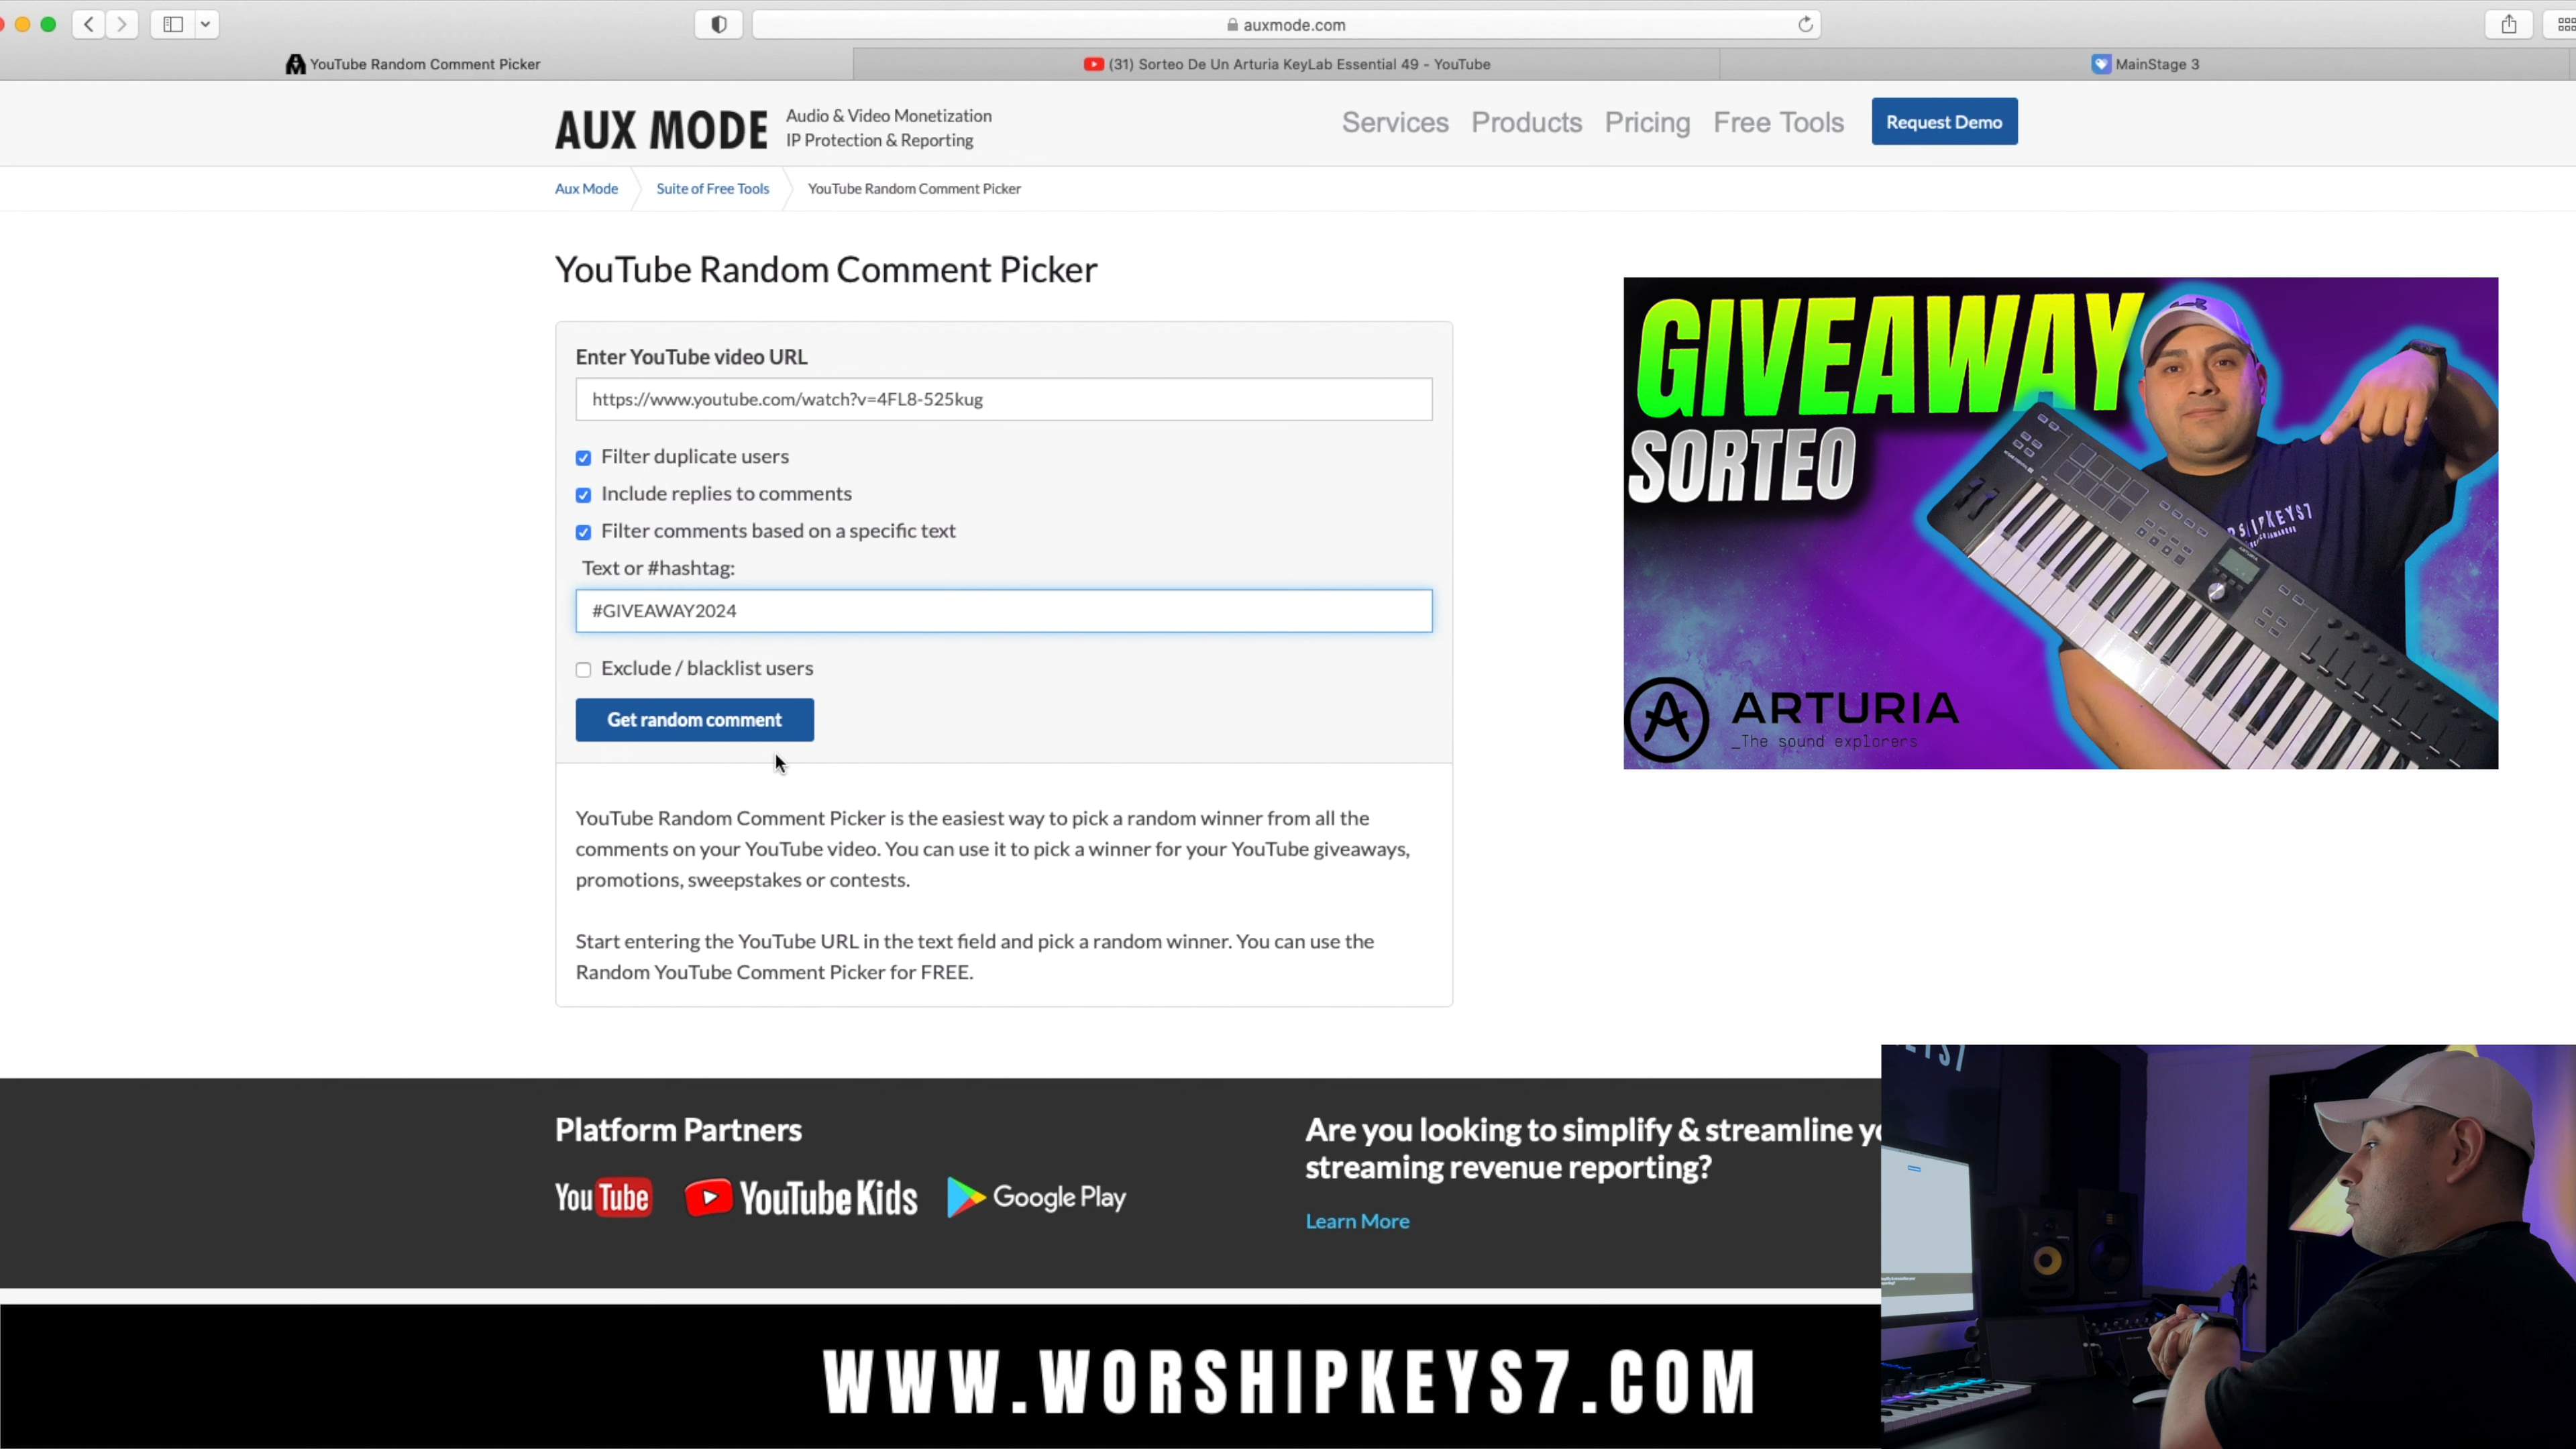 auxmode.com
YouTube Random Comment Picker
(31) Sorteo De Un Arturia KeyLab Essential 49 - YouTube
MainStage 3
AUX MODE
Audio & Video Monetization
IP Protection & Reporting
Services Products Pricing Free Tools Request Demo
Aux Mode Suite of Free Tools YouTube Random Comment Picker
YouTube Random Comment Picker
Enter YouTube video URL
https://www.youtube.com/watch?v=4FL8-525kug
Filter duplicate users
Include replies to comments
Filter comments based on a specific text
Text or #hashtag:
#GIVEAWAY2024
Exclude / blacklist users
Get random comment
YouTube Random Comment Picker is the easiest way to pick a random winner from all the
comments on your YouTube video. You can use it to pick a winner for your YouTube giveaways,
promotions, sweepstakes or contests.
Start entering the YouTube URL in the text field and pick a random winner. You can use the
Random YouTube Comment Picker for FREE.
GIVEAWAY
SORTEO
ARTURIA
ARTURIA
_The sound explorers
Platform Partners
YouTube YouTube Kids Google Play
Are you looking to simplify & streamline
streaming revenue reporting?
Learn More
WWW.WORSHIPKEYS7.COM